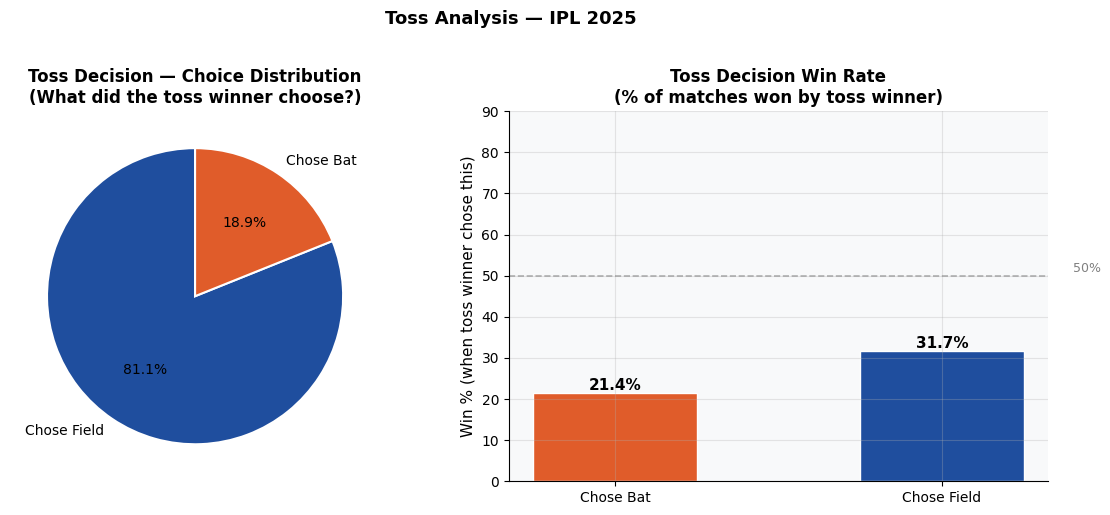 Toss Analysis — IPL 2025
Toss Decision — Choice Distribution
(What did the toss winner choose?)
Chose Bat
18.9%
81.1%
Chose Field
Toss Decision Win Rate
(% of matches won by toss winner)
Win % (when toss winner chose this)
90
80
70
60
50
40
30
20
10
0
50%
21.4%
31.7%
Chose Bat
Chose Field